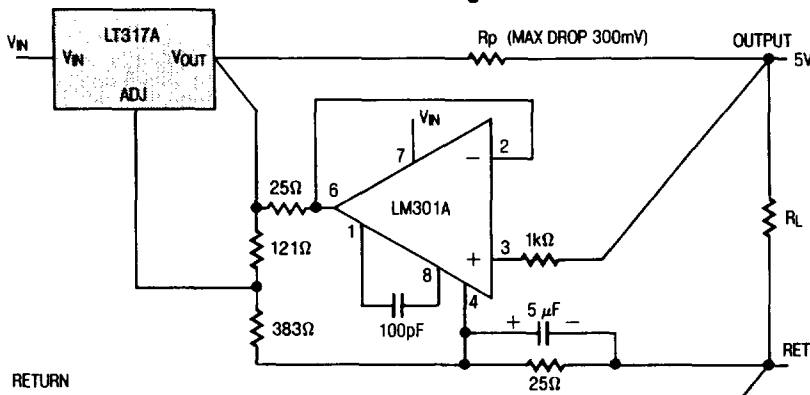 LT317A
Rp (MAX DROP 300mV)
OUTPUT
VIN
VIN
VOUT
5V
ADJ
VIN
7
2
−
25Ω
6
LM301A
RL
1
3
1kΩ
121Ω
+
8
4
5 µF
+ −
100pF
383Ω
25Ω
RETURN